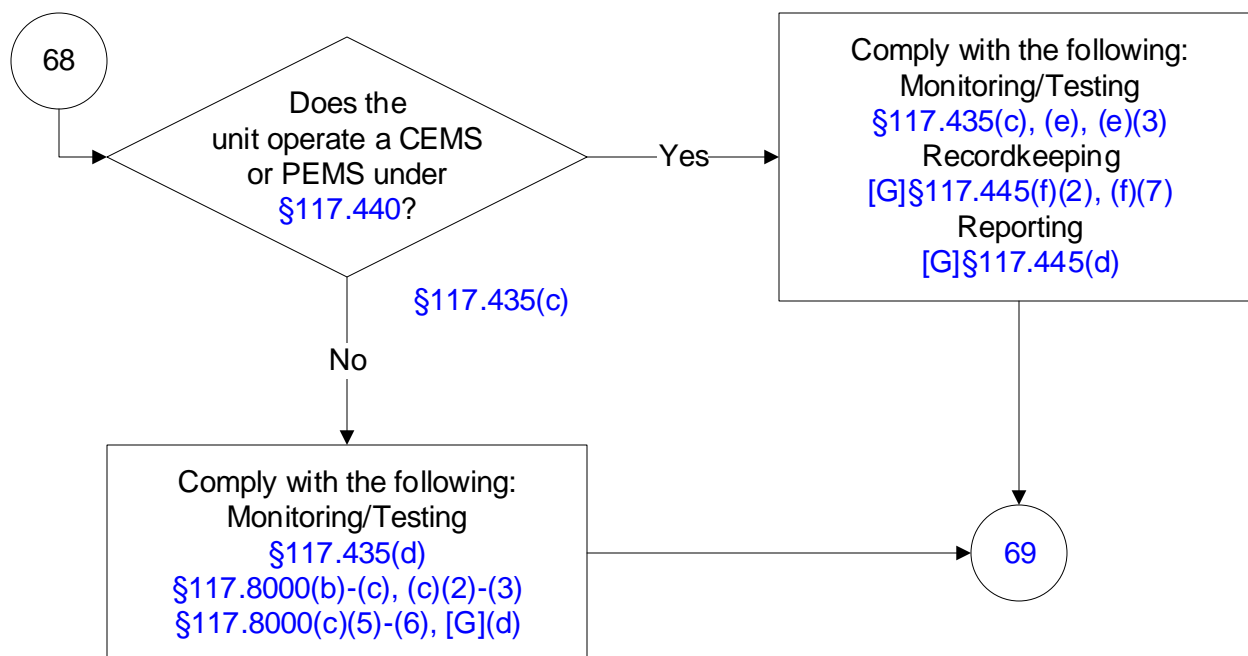 68
Does the
unit operate a CEMS
or PEMS under
§117.440?
Yes
Comply with the following:
Monitoring/Testing
§117.435(c), (e), (e)(3)
Recordkeeping
[G]§117.445(f)(2), (f)(7)
Reporting
[G]§117.445(d)
§117.435(c)
No
Comply with the following:
Monitoring/Testing
§117.435(d)
§117.8000(b)-(c), (c)(2)-(3)
§117.8000(c)(5)-(6), [G](d)
69